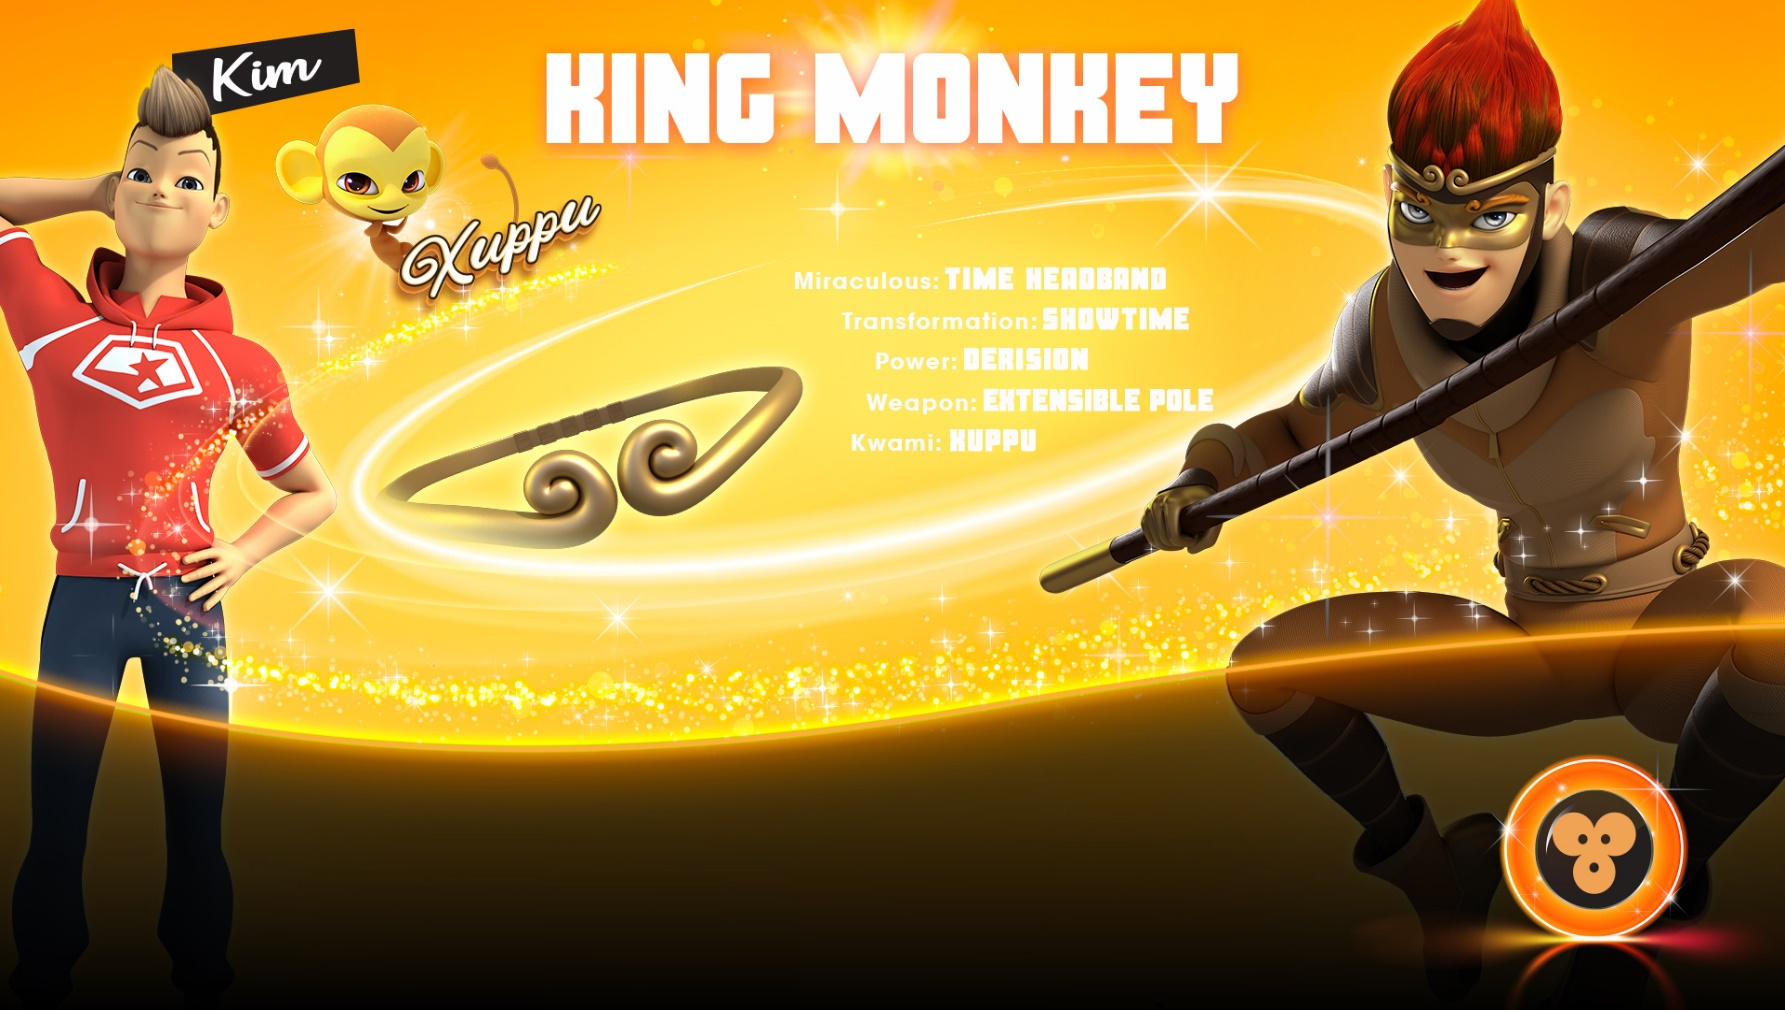 Kim
KING MONKEY
Xuppu
Miraculous: TIME HEADBAND
Transformation: SHOWTIME
Power: DERISION
Weapon: EXTENSIBLE POLE
Kwami: XUPPU